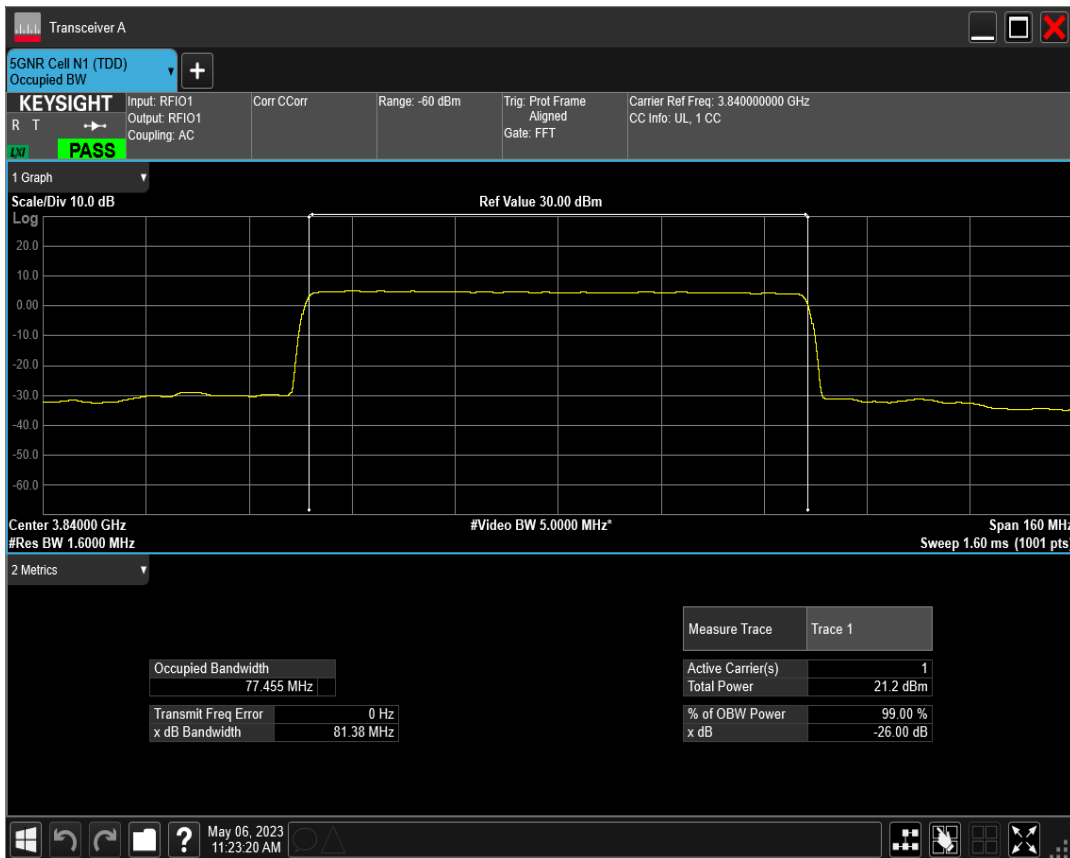 Transceiver A
5GNR Cell N1 (TDD)
Occupied BW
KEYSIGHT
R T
LXI
PASS
Input: RFIO1
Output: RFIO1
Coupling: AC
Corr CCorr
Range: -60 dBm
Trig: Prot Frame
Aligned
Gate: FFT
Carrier Ref Freq: 3.840000000 GHz
CC Info: UL, 1 CC
1 Graph
Scale/Div 10.0 dB
Ref Value 30.00 dBm
Log
20.0
10.0
0.00
-10.0
-20.0
-30.0
-40.0
-50.0
-60.0
Center 3.84000 GHz
#Video BW 5.0000 MHz*
Span 160 MHz
#Res BW 1.6000 MHz
Sweep 1.60 ms (1001 pts)
2 Metrics
Measure Trace Trace 1
Occupied Bandwidth
77.455 MHz
Active Carrier(s) 1
Total Power 21.2 dBm
Transmit Freq Error 0 Hz
x dB Bandwidth 81.38 MHz
% of OBW Power 99.00 %
x dB -26.00 dB
?
May 06, 2023
11:23:20 AM